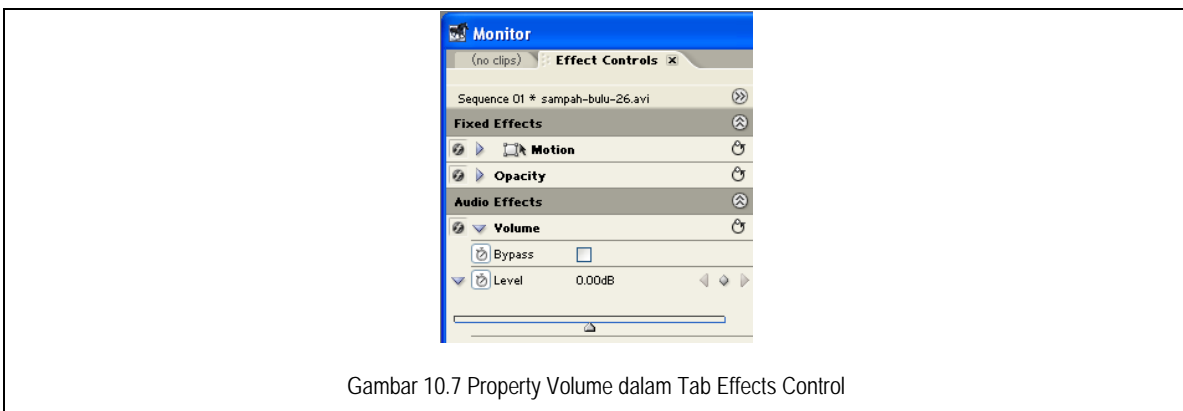 Monitor
(no clips) Effect Controls
Sequence 01 * sampah-bulu-26.avi
Fixed Effects
Motion
Opacity
Audio Effects
Volume
Bypass
Level 0.00dB
Gambar 10.7 Property Volume dalam Tab Effects Control